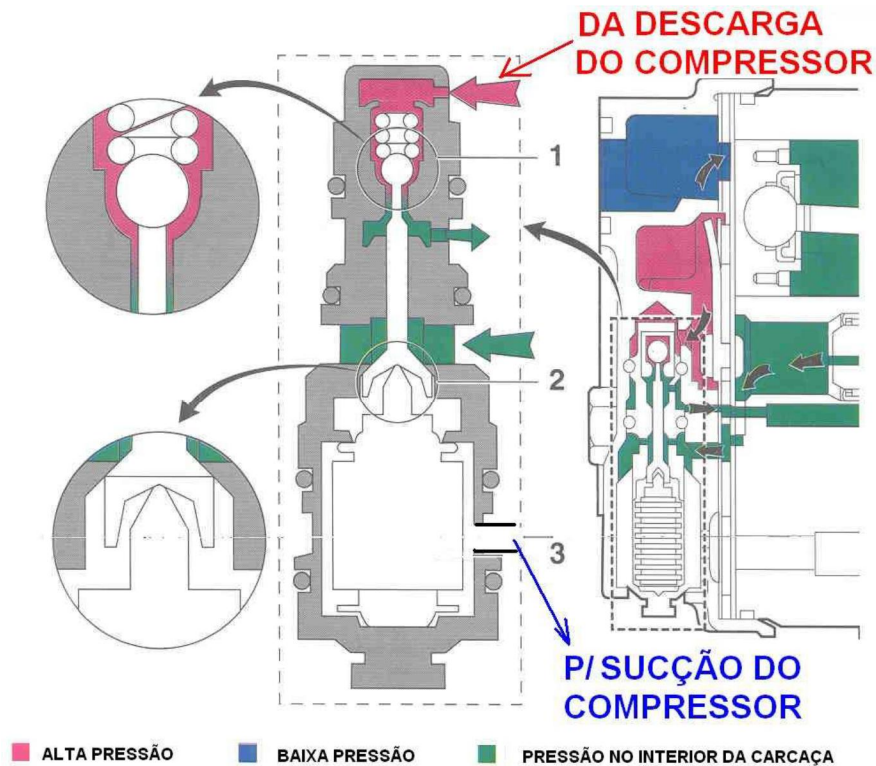 DA DESCARGA
DO COMPRESSOR
1
2
3
P/ SUCÇÃO DO
COMPRESSOR
ALTA PRESSÃO
BAIXA PRESSÃO
PRESSÃO NO INTERIOR DA CARCAÇA